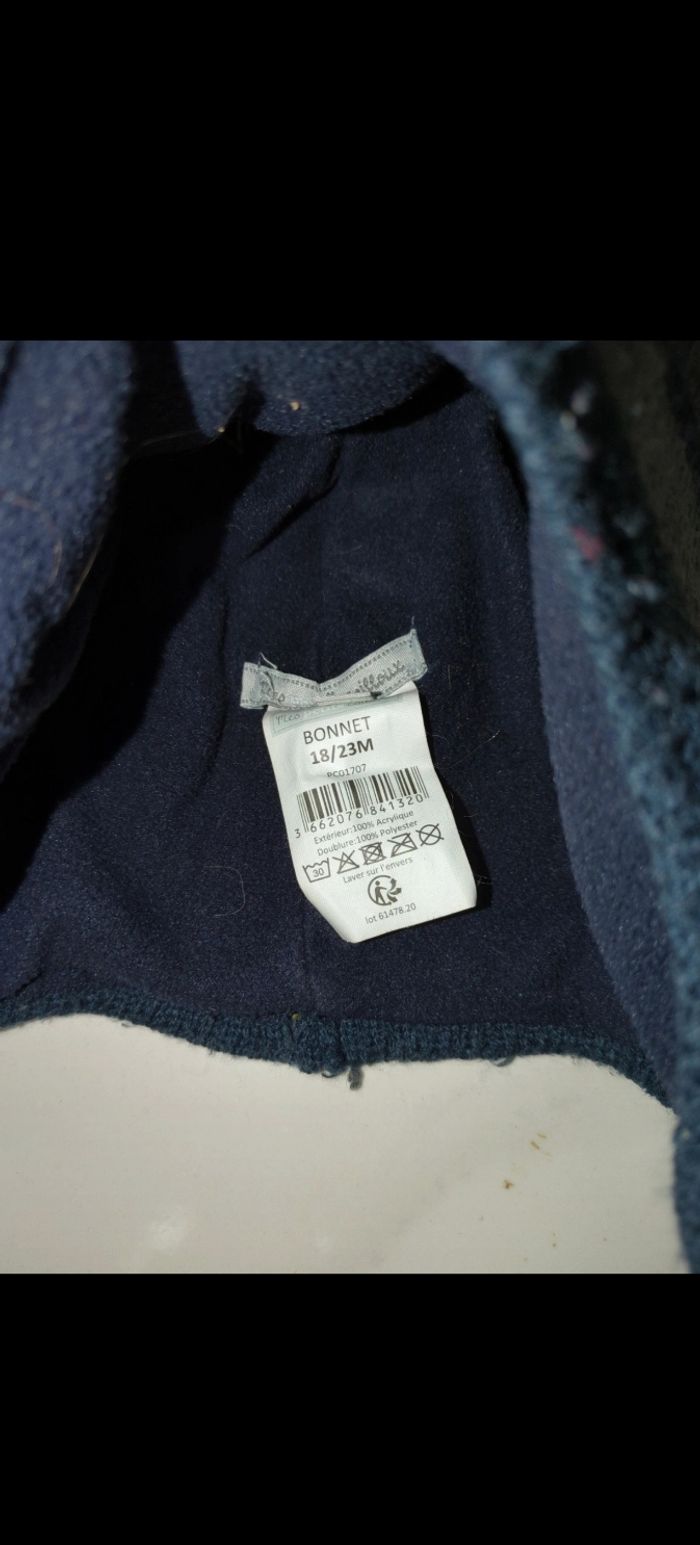 BONNET
18/23M
PC01707
3 662076 841320
Extérieur:100% Acrylique
Doublure:100% Polyester
30
Laver sur l'envers
lot 61478.20